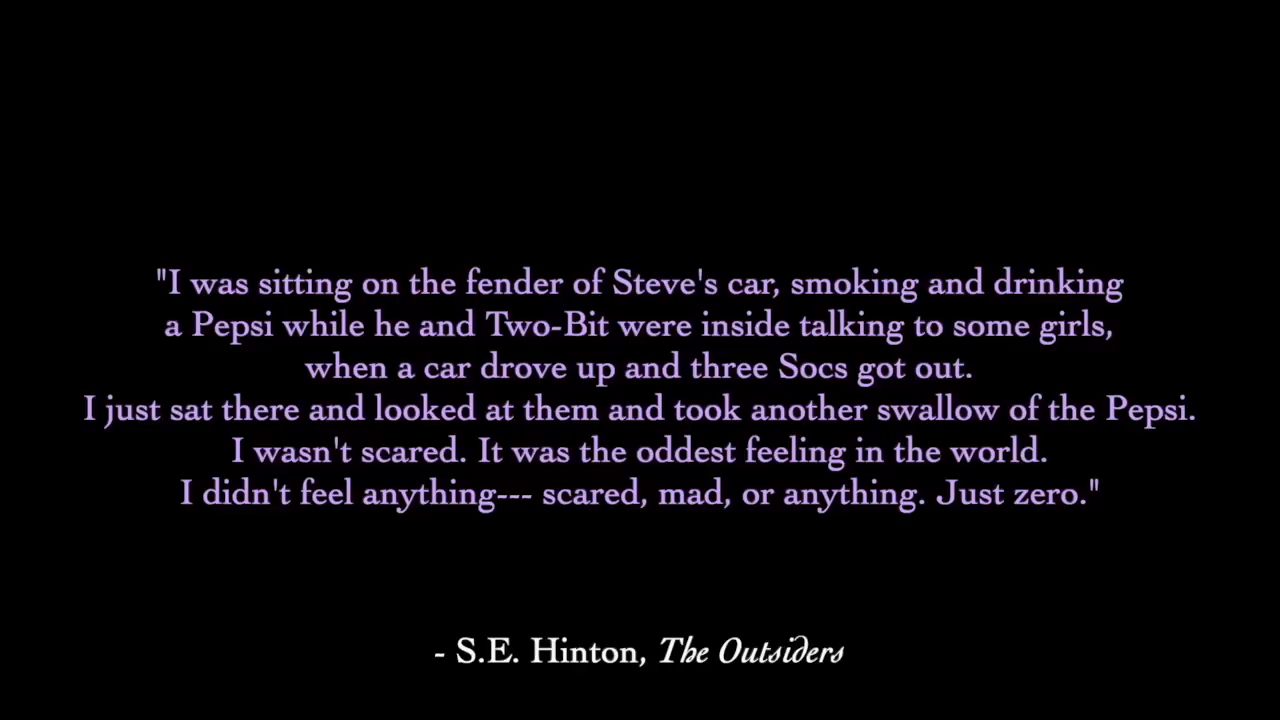 "I was sitting on the fender of Steve's car, smoking and drinking
a Pepsi while he and Two-Bit were inside talking to some girls,
when a car drove up and three Socs got out.
I just sat there and looked at them and took another swallow of the Pepsi.
I wasn't scared. It was the oddest feeling in the world.
I didn't feel anything--- scared, mad, or anything. Just zero."
- S.E. Hinton, The Outsiders